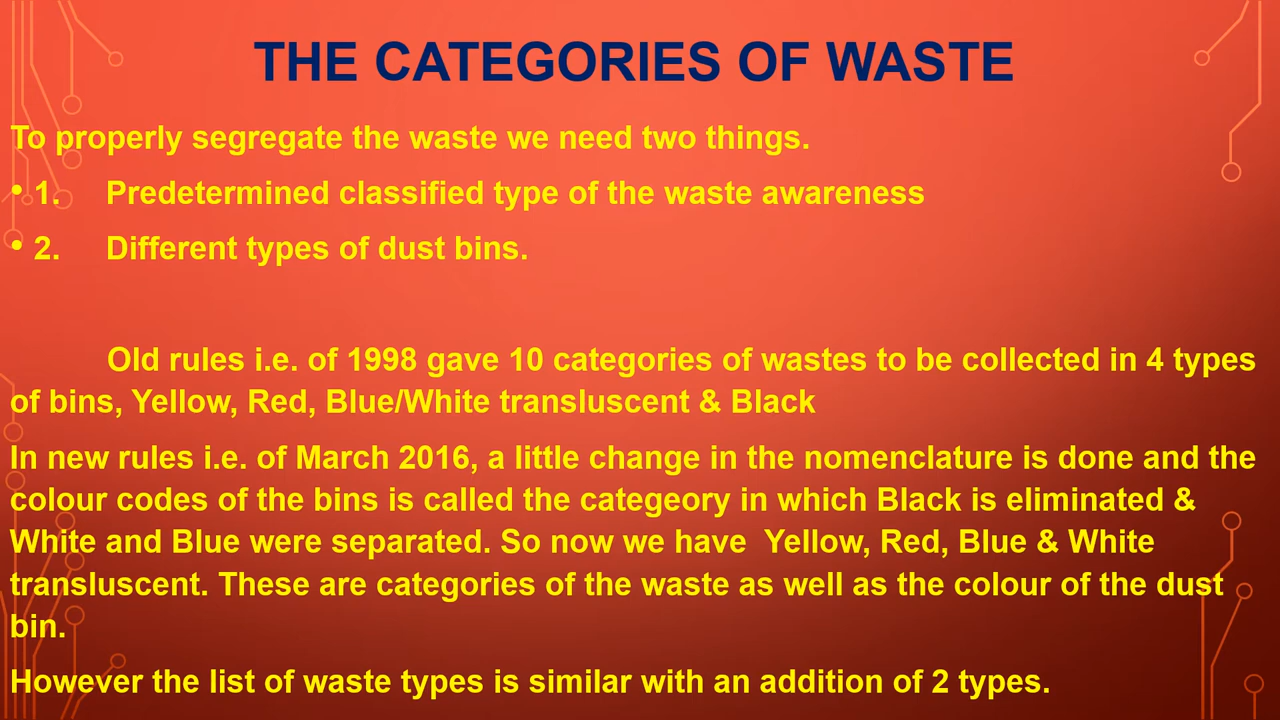 THE CATEGORIES OF WASTE
To properly segregate the waste we need two things.
• 1. Predetermined classified type of the waste awareness
• 2. Different types of dust bins.
Old rules i.e. of 1998 gave 10 categories of wastes to be collected in 4 types
of bins, Yellow, Red, Blue/White transluscent & Black
In new rules i.e. of March 2016, a little change in the nomenclature is done and the
colour codes of the bins is called the categeory in which Black is eliminated &
White and Blue were separated. So now we have Yellow, Red, Blue & White
transluscent. These are categories of the waste as well as the colour of the dust
bin.
However the list of waste types is similar with an addition of 2 types.